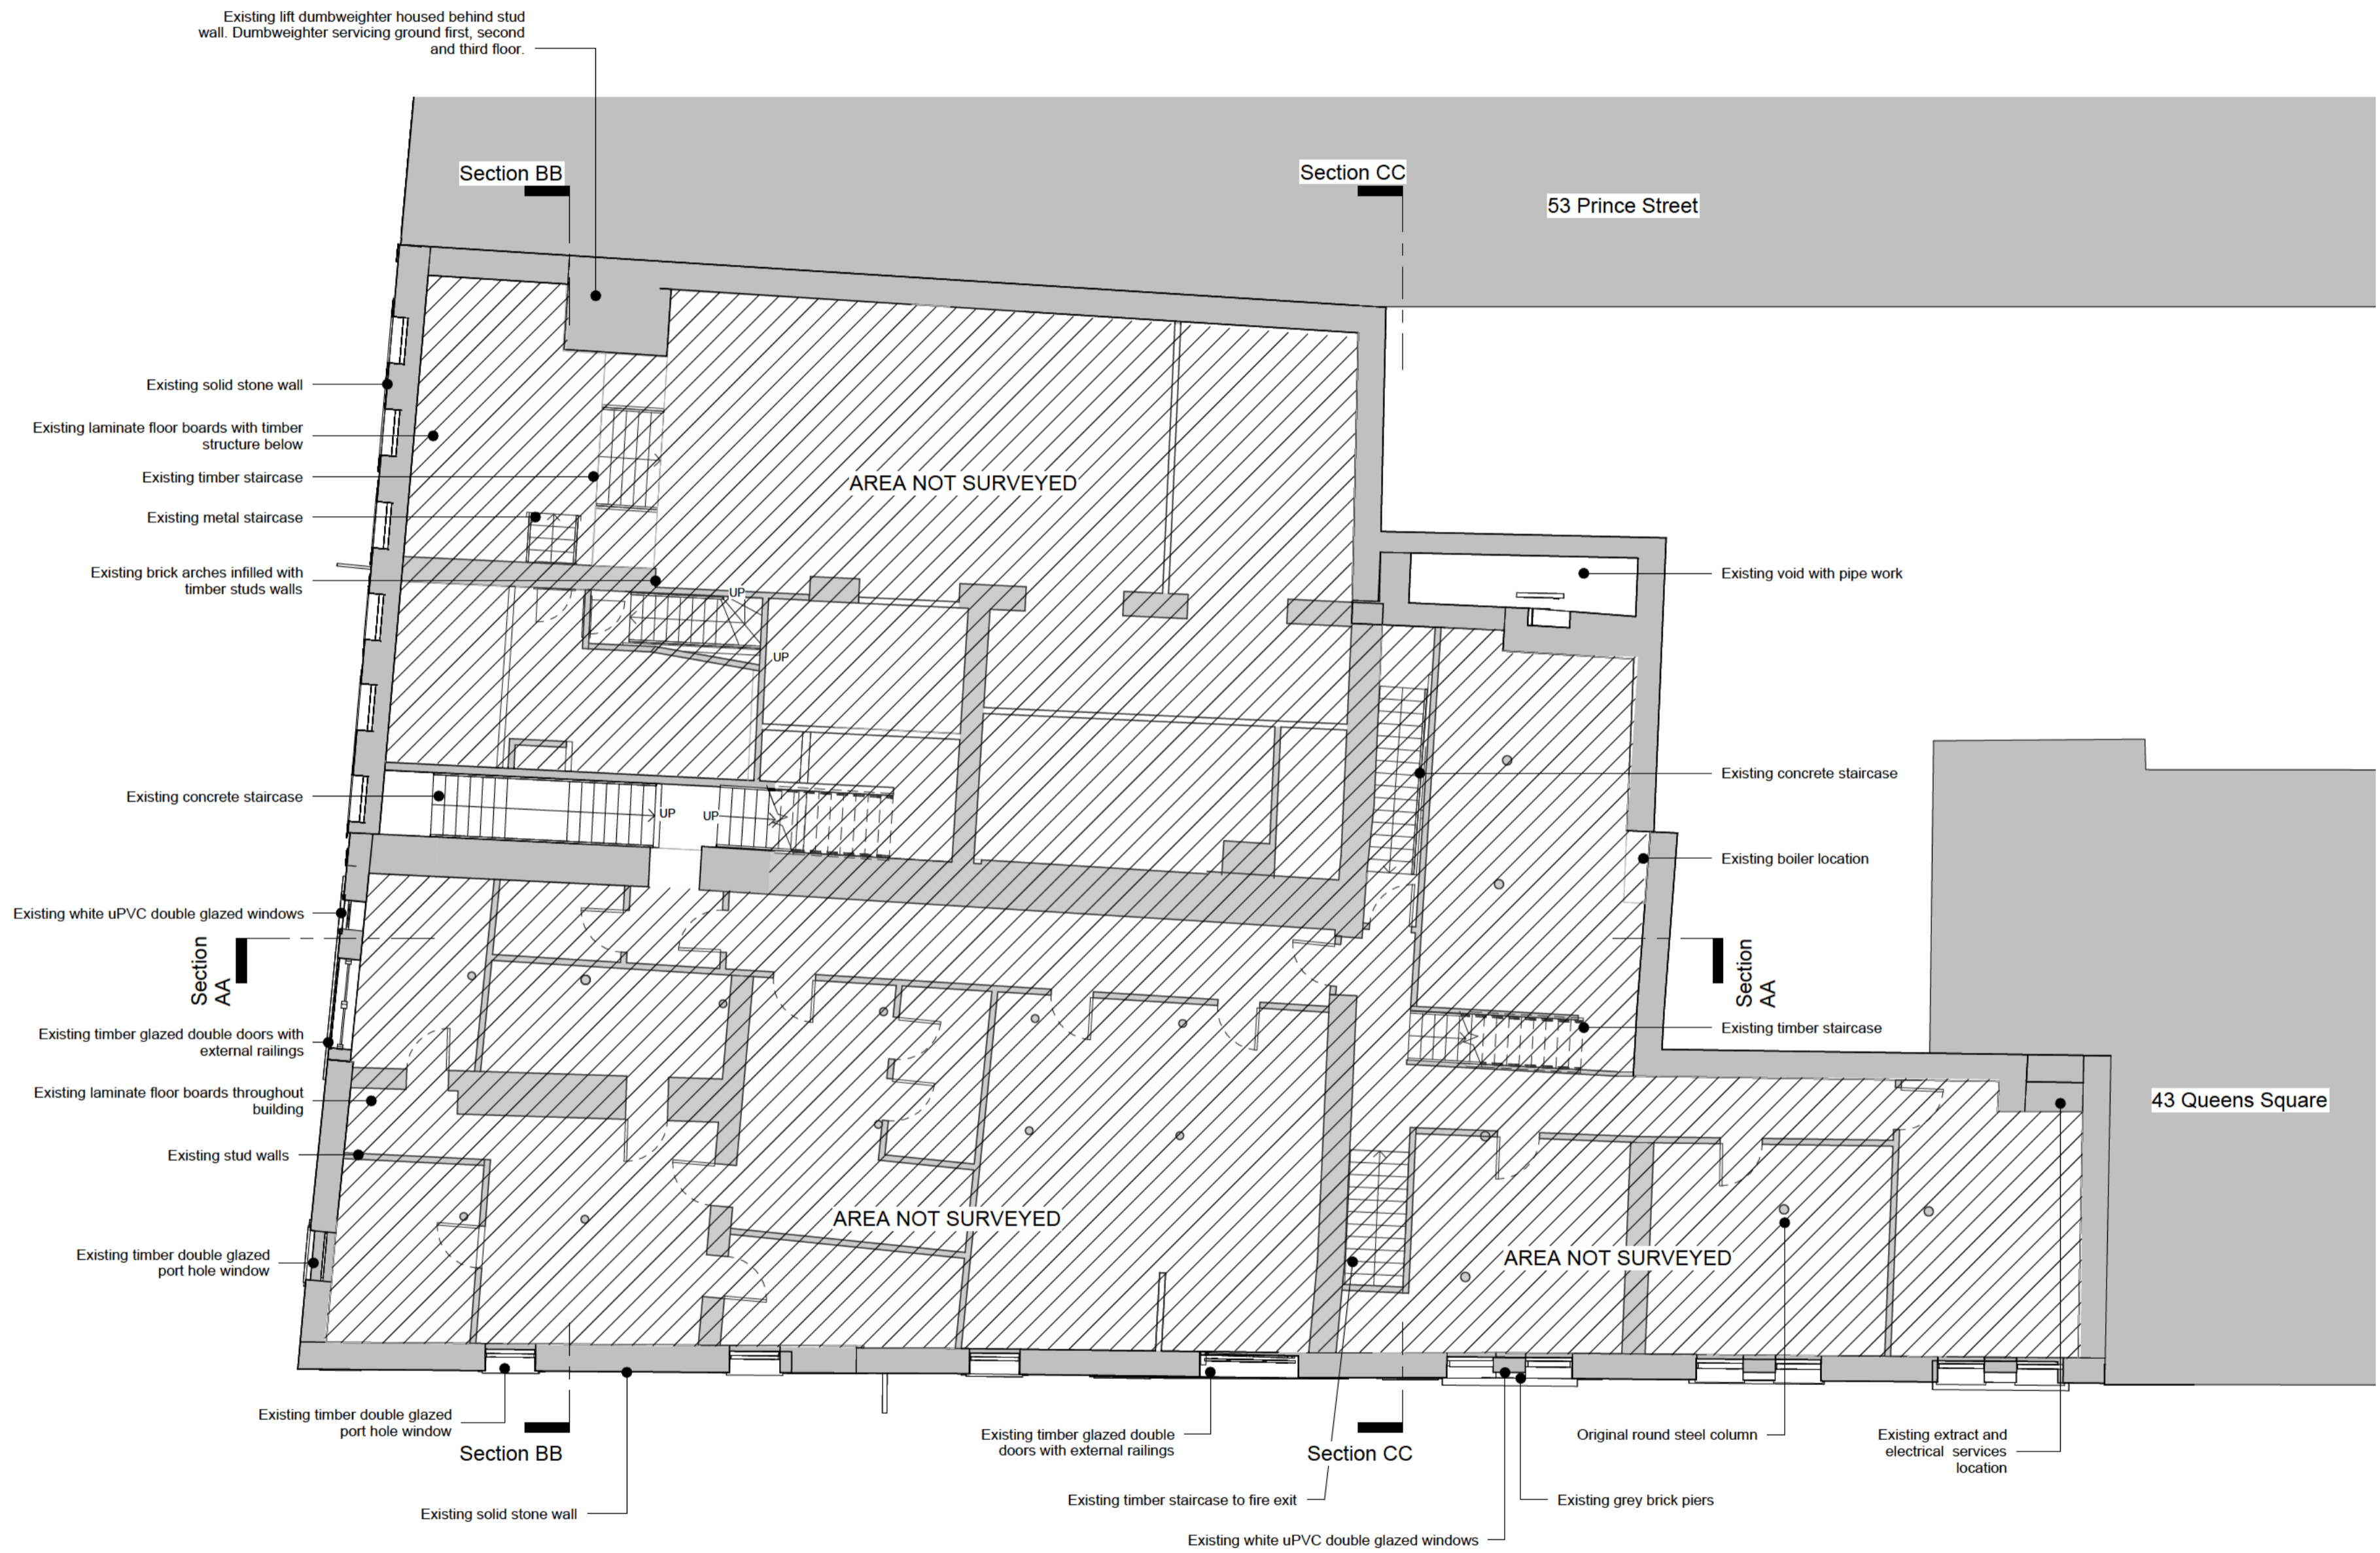 Existing lift dumbweighter housed behind stud
wall. Dumbweighter servicing ground first, second
and third floor.
Section BB
Section CC
53 Prince Street
Existing solid stone wall
Existing laminate floor boards with timber
structure below
Existing timber staircase
AREA NOT SURVEYED
Existing metal staircase
Existing brick arches infilled with
timber studs walls
Existing void with pipe work
UP
UP
Existing concrete staircase
Existing concrete staircase
UP
UP
Existing boiler location
Existing white uPVC double glazed windows
Section
AA
Section
AA
Existing timber glazed double doors with
external railings
Existing timber staircase
Existing laminate floor boards throughout
building
43 Queens Square
Existing stud walls
AREA NOT SURVEYED
AREA NOT SURVEYED
Existing timber double glazed
port hole window
Existing timber double glazed
port hole window
Section BB
Existing timber glazed double
doors with external railings
Section CC
Original round steel column
Existing extract and
electrical services
location
Existing solid stone wall
Existing timber staircase to fire exit
Existing grey brick piers
Existing white uPVC double glazed windows